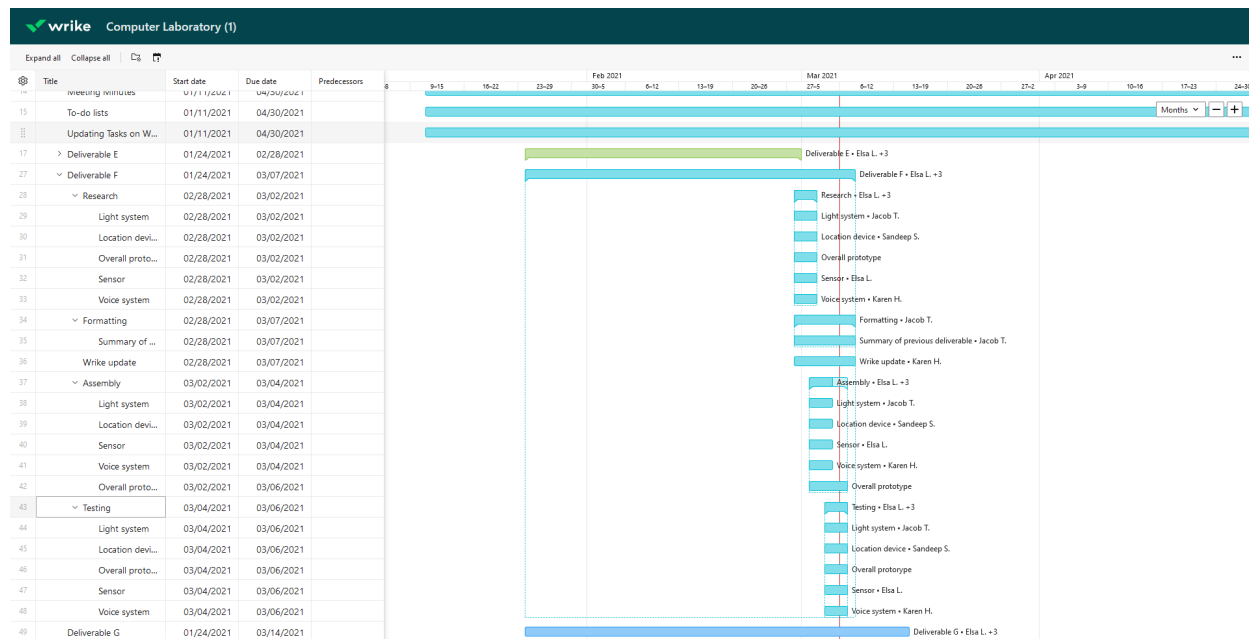 wrike Computer Laboratory (1)
Expand all Collapse all
Title Start date Due date Predecessors
Feb 2021 Mar 2021 Apr 2021
9–15 16–22 23–29 30–5 6–12 13–19 20–26 27–5 6–12 13–19 20–26 27–2 3–9 10–16 17–23 24–30
14 Meeting Minutes 01/11/2021 04/30/2021
15 To-do lists 01/11/2021 04/30/2021
Months
Updating Tasks on W... 01/11/2021 04/30/2021
17 Deliverable E 01/24/2021 02/28/2021 Deliverable E • Elsa L. +3
27 Deliverable F 01/24/2021 03/07/2021 Deliverable F • Elsa L. +3
28 Research 02/28/2021 03/02/2021 Research • Elsa L. +3
29 Light system 02/28/2021 03/02/2021 Light system • Jacob T.
30 Location devi... 02/28/2021 03/02/2021 Location device • Sandeep S.
31 Overall proto... 02/28/2021 03/02/2021 Overall prototype
32 Sensor 02/28/2021 03/02/2021 Sensor • Elsa L.
33 Voice system 02/28/2021 03/02/2021 Voice system • Karen H.
34 Formatting 02/28/2021 03/07/2021 Formatting • Jacob T.
35 Summary of ... 02/28/2021 03/07/2021 Summary of previous deliverable • Jacob T.
36 Wrike update 02/28/2021 03/07/2021 Wrike update • Karen H.
37 Assembly 03/02/2021 03/04/2021 Assembly • Elsa L. +3
38 Light system 03/02/2021 03/04/2021 Light system • Jacob T.
39 Location devi... 03/02/2021 03/04/2021 Location device • Sandeep S.
40 Sensor 03/02/2021 03/04/2021 Sensor • Elsa L.
41 Voice system 03/02/2021 03/04/2021 Voice system • Karen H.
42 Overall proto... 03/02/2021 03/06/2021 Overall prototype
43 Testing 03/04/2021 03/06/2021 Testing • Elsa L. +3
44 Light system 03/04/2021 03/06/2021 Light system • Jacob T.
45 Location devi... 03/04/2021 03/06/2021 Location device • Sandeep S.
46 Overall proto... 03/04/2021 03/06/2021 Overall protorype
47 Sensor 03/04/2021 03/06/2021 Sensor • Elsa L.
48 Voice system 03/04/2021 03/06/2021 Voice system • Karen H.
49 Deliverable G 01/24/2021 03/14/2021 Deliverable G • Elsa L. +3